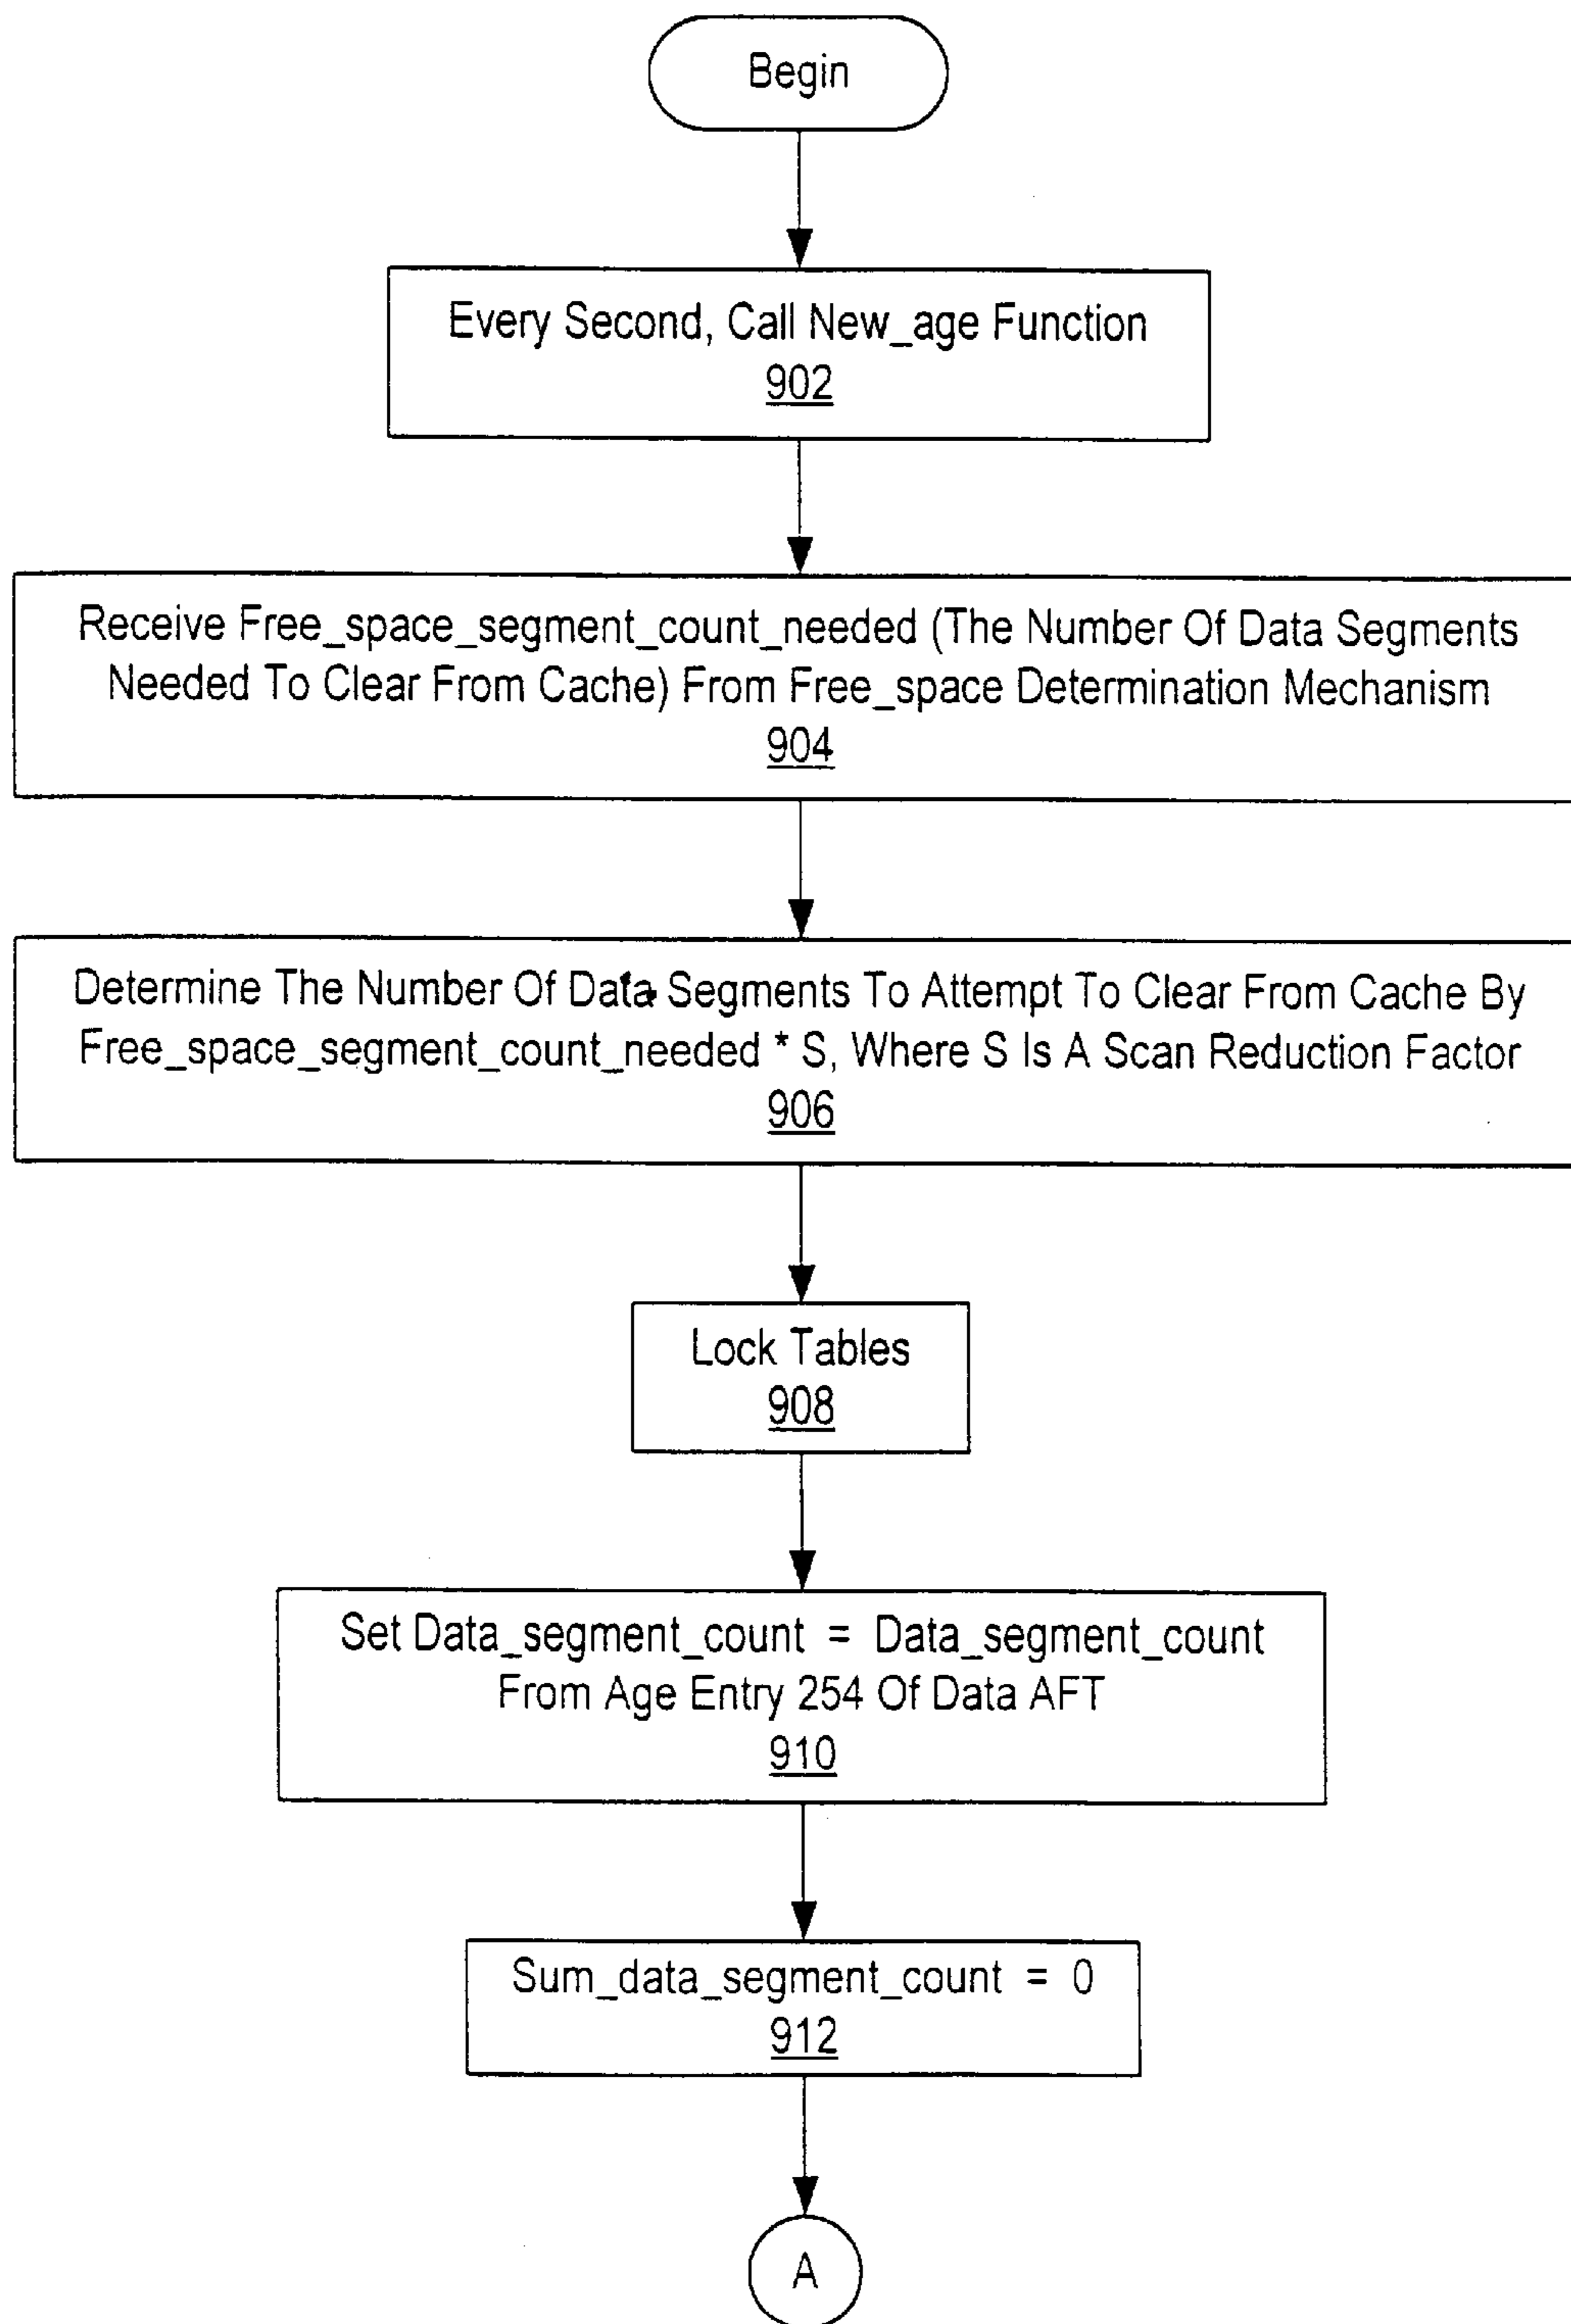 Begin
Every Second, Call New_age Function
902
Receive Free_space_segment_count_needed (The Number Of Data Segments
Needed To Clear From Cache) From Free_space Determination Mechanism
904
Determine The Number Of Data Segments To Attempt To Clear From Cache By
Free_space_segment_count_needed * S, Where S Is A Scan Reduction Factor
906
Lock Tables
908
Set Data_segment_count = Data_segment_count
From Age Entry 254 Of Data AFT
910
Sum_data_segment_count = 0
912
A